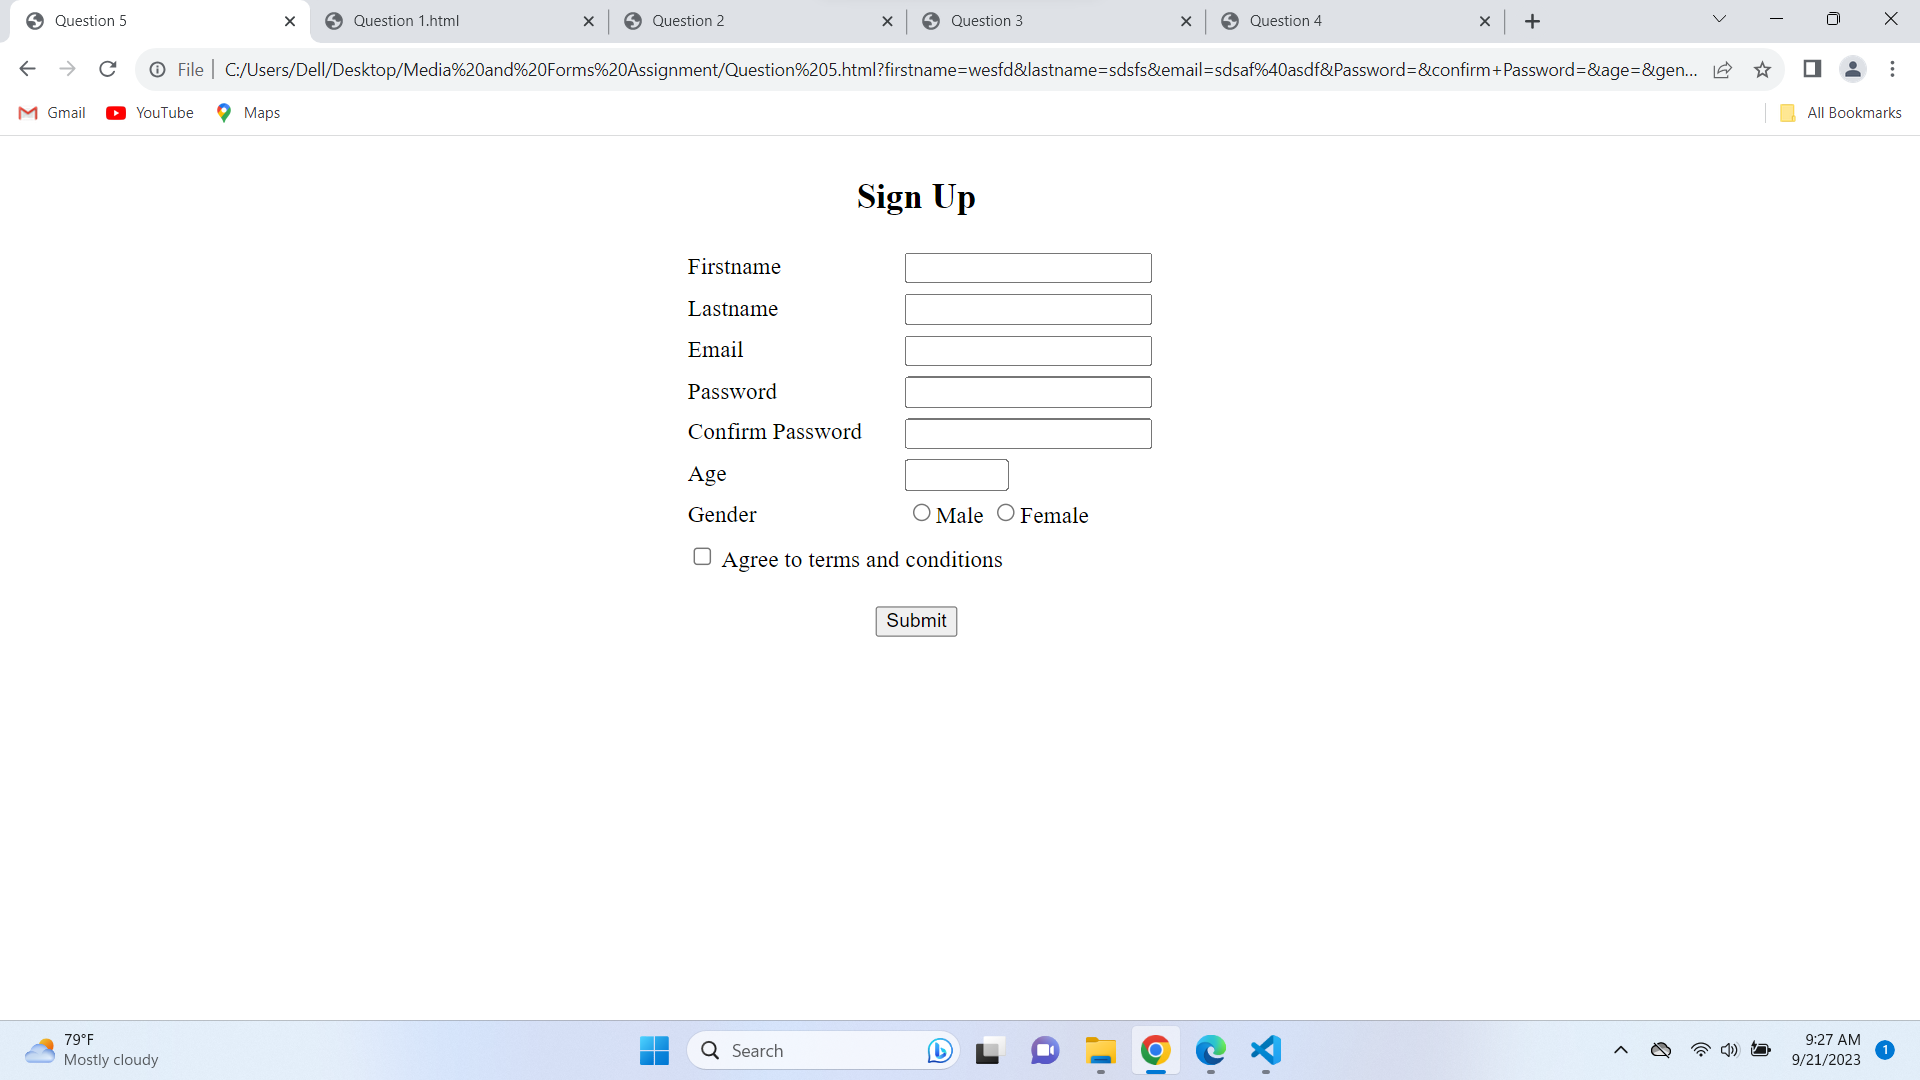 Question 5
Question 1.html
Question 2
Question 3
Question 4
File
C:/Users/Dell/Desktop/Media%20and%20Forms%20Assignment/Question%205.html?firstname=wesfd&lastname=sdsfs&email=sdsaf%40asdf&Password=&confirm+Password=&age=&gen...
Gmail
YouTube
Maps
All Bookmarks
Sign Up
Firstname
Lastname
Email
Password
Confirm Password
Age
Gender Male Female
Agree to terms and conditions
Submit
79°F
Mostly cloudy
Search
9:27 AM
9/21/2023
1